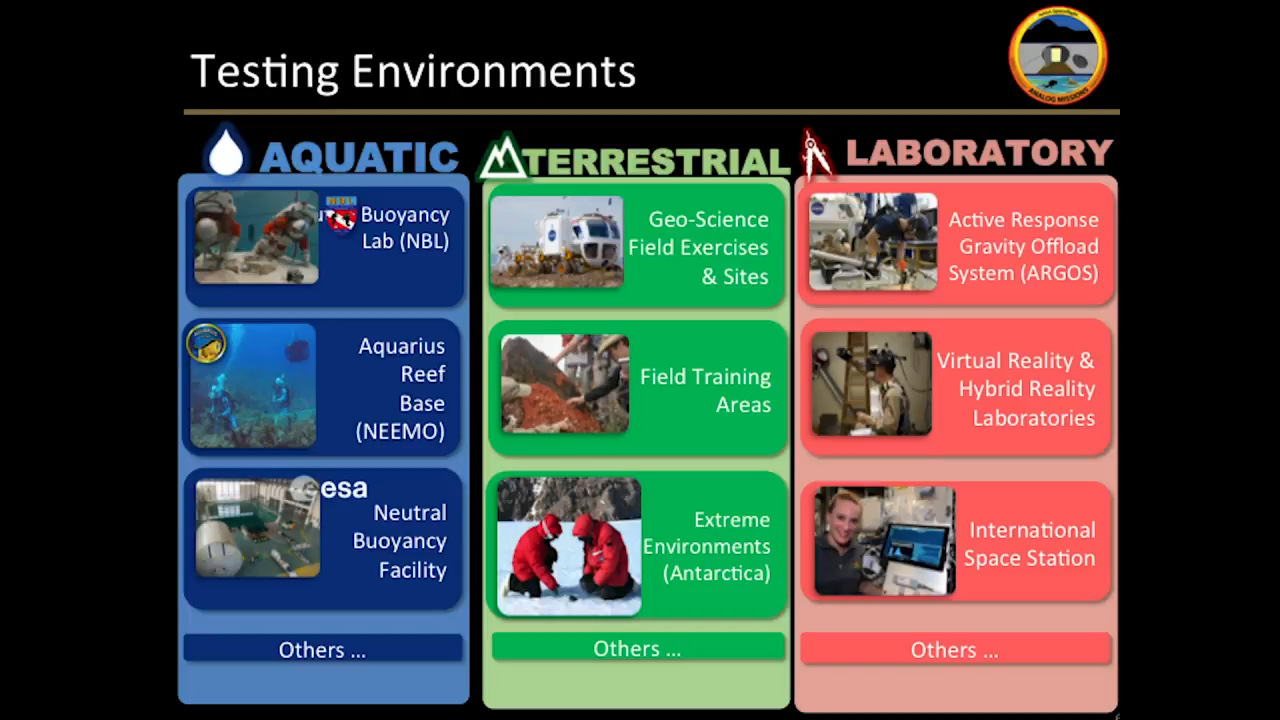 Testing Environments
ANALOG MISSIONS
AQUATIC
Buoyancy
Lab (NBL)
Aquarius
Reef
Base
(NEEMO)
esa
Neutral
Buoyancy
Facility
Others ...
TERRESTRIAL
Geo-Science
Field Exercises
& Sites
Field Training
Areas
Extreme
Environments
(Antarctica)
Others ...
LABORATORY
Active Response
Gravity Offload
System (ARGOS)
Virtual Reality &
Hybrid Reality
Laboratories
International
Space Station
Others ...